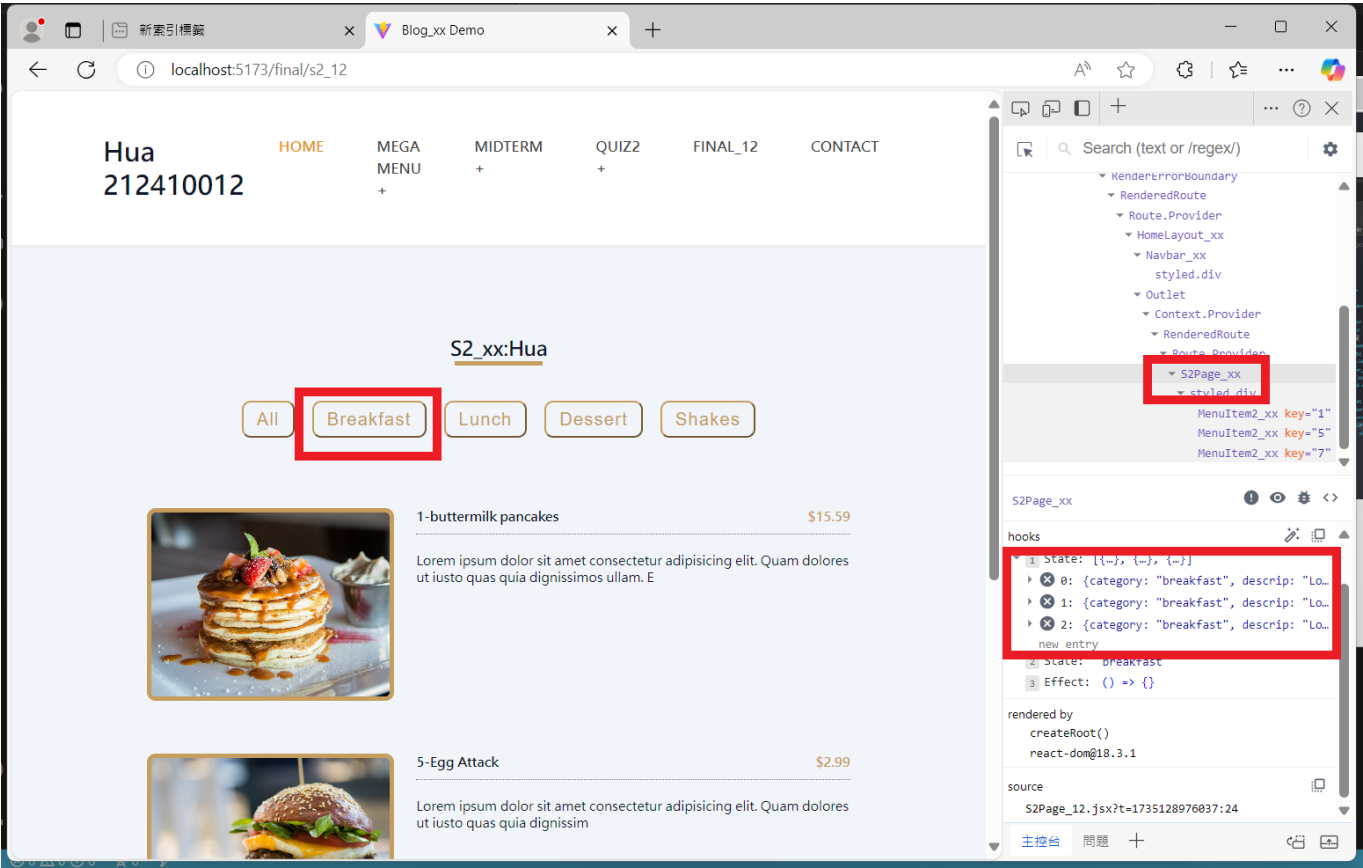 新索引標籤
Blog_xx Demo
localhost:5173/final/s2_12
Hua
212410012
HOME
MEGA
MENU
+
MIDTERM
+
QUIZ2
+
FINAL_12
CONTACT
S2_xx:Hua
All
Breakfast
Lunch
Dessert
Shakes
1-buttermilk pancakes
$15.59
Lorem ipsum dolor sit amet consectetur adipisicing elit. Quam dolores
ut iusto quas quia dignissimos ullam. E
5-Egg Attack
$2.99
Lorem ipsum dolor sit amet consectetur adipisicing elit. Quam dolores
ut iusto quas quia dignissim
Search (text or /regex/)
RenderErrorBoundary
RenderedRoute
Route.Provider
HomeLayout_xx
Navbar_xx
styled.div
Outlet
Context.Provider
RenderedRoute
Route.Provider
S2Page_xx
styled.div
MenuItem2_xx key="1"
MenuItem2_xx key="5"
MenuItem2_xx key="7"
S2Page_xx
hooks
1 State: [{…}, {…}, {…}]
0: {category: "breakfast", descrip: "Lo…
1: {category: "breakfast", descrip: "Lo…
2: {category: "breakfast", descrip: "Lo…
new entry
2 State: "breakfast"
3 Effect: () => {}
rendered by
createRoot()
react-dom@18.3.1
source
S2Page_12.jsx?t=1735128976037:24
主控台
問題